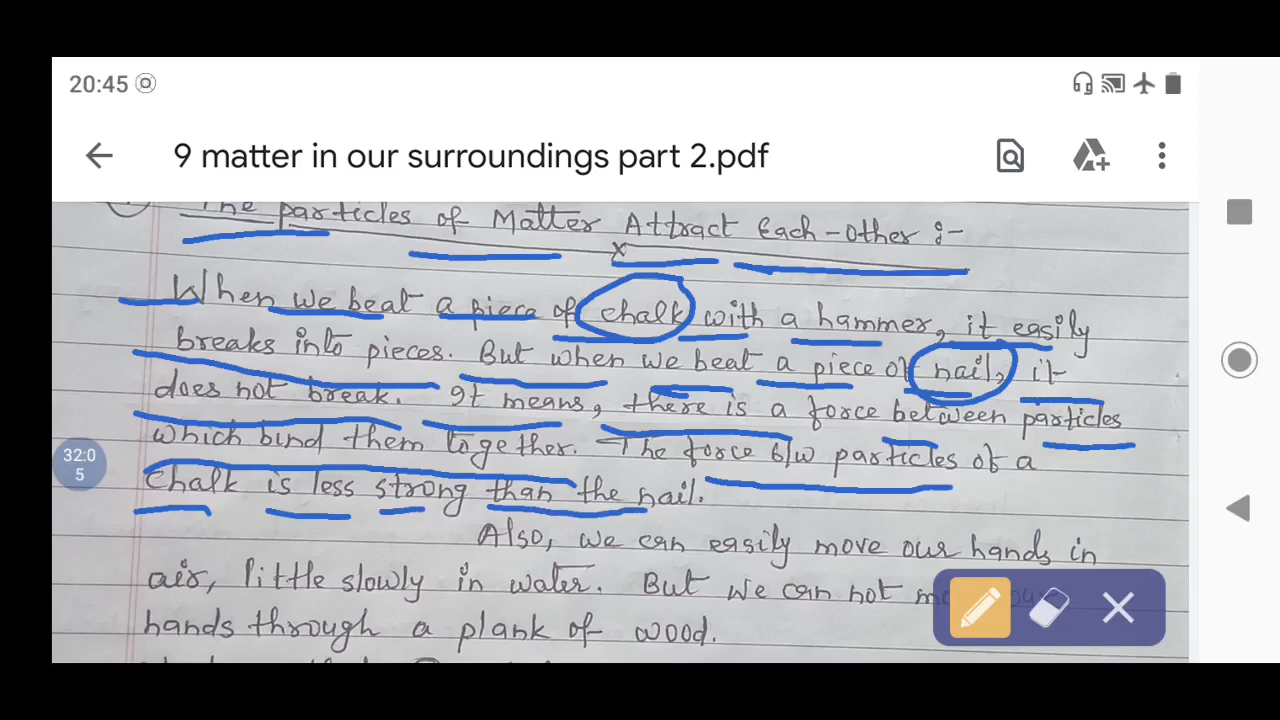 20:45
9 matter in our surroundings part 2.pdf
The particles of Matter Attract Each-Other :-
When we beat a piece of chalk with a hammer, it easily
breaks into pieces. But when we beat a piece of nail, it
does not break. It means, there is a force between particles
which bind them together. The force b/w particles of a
chalk is less strong than the nail.
32:0
5
Also, we can easily move our hands in
air, little slowly in water. But we can not
hands through a plank of wood.